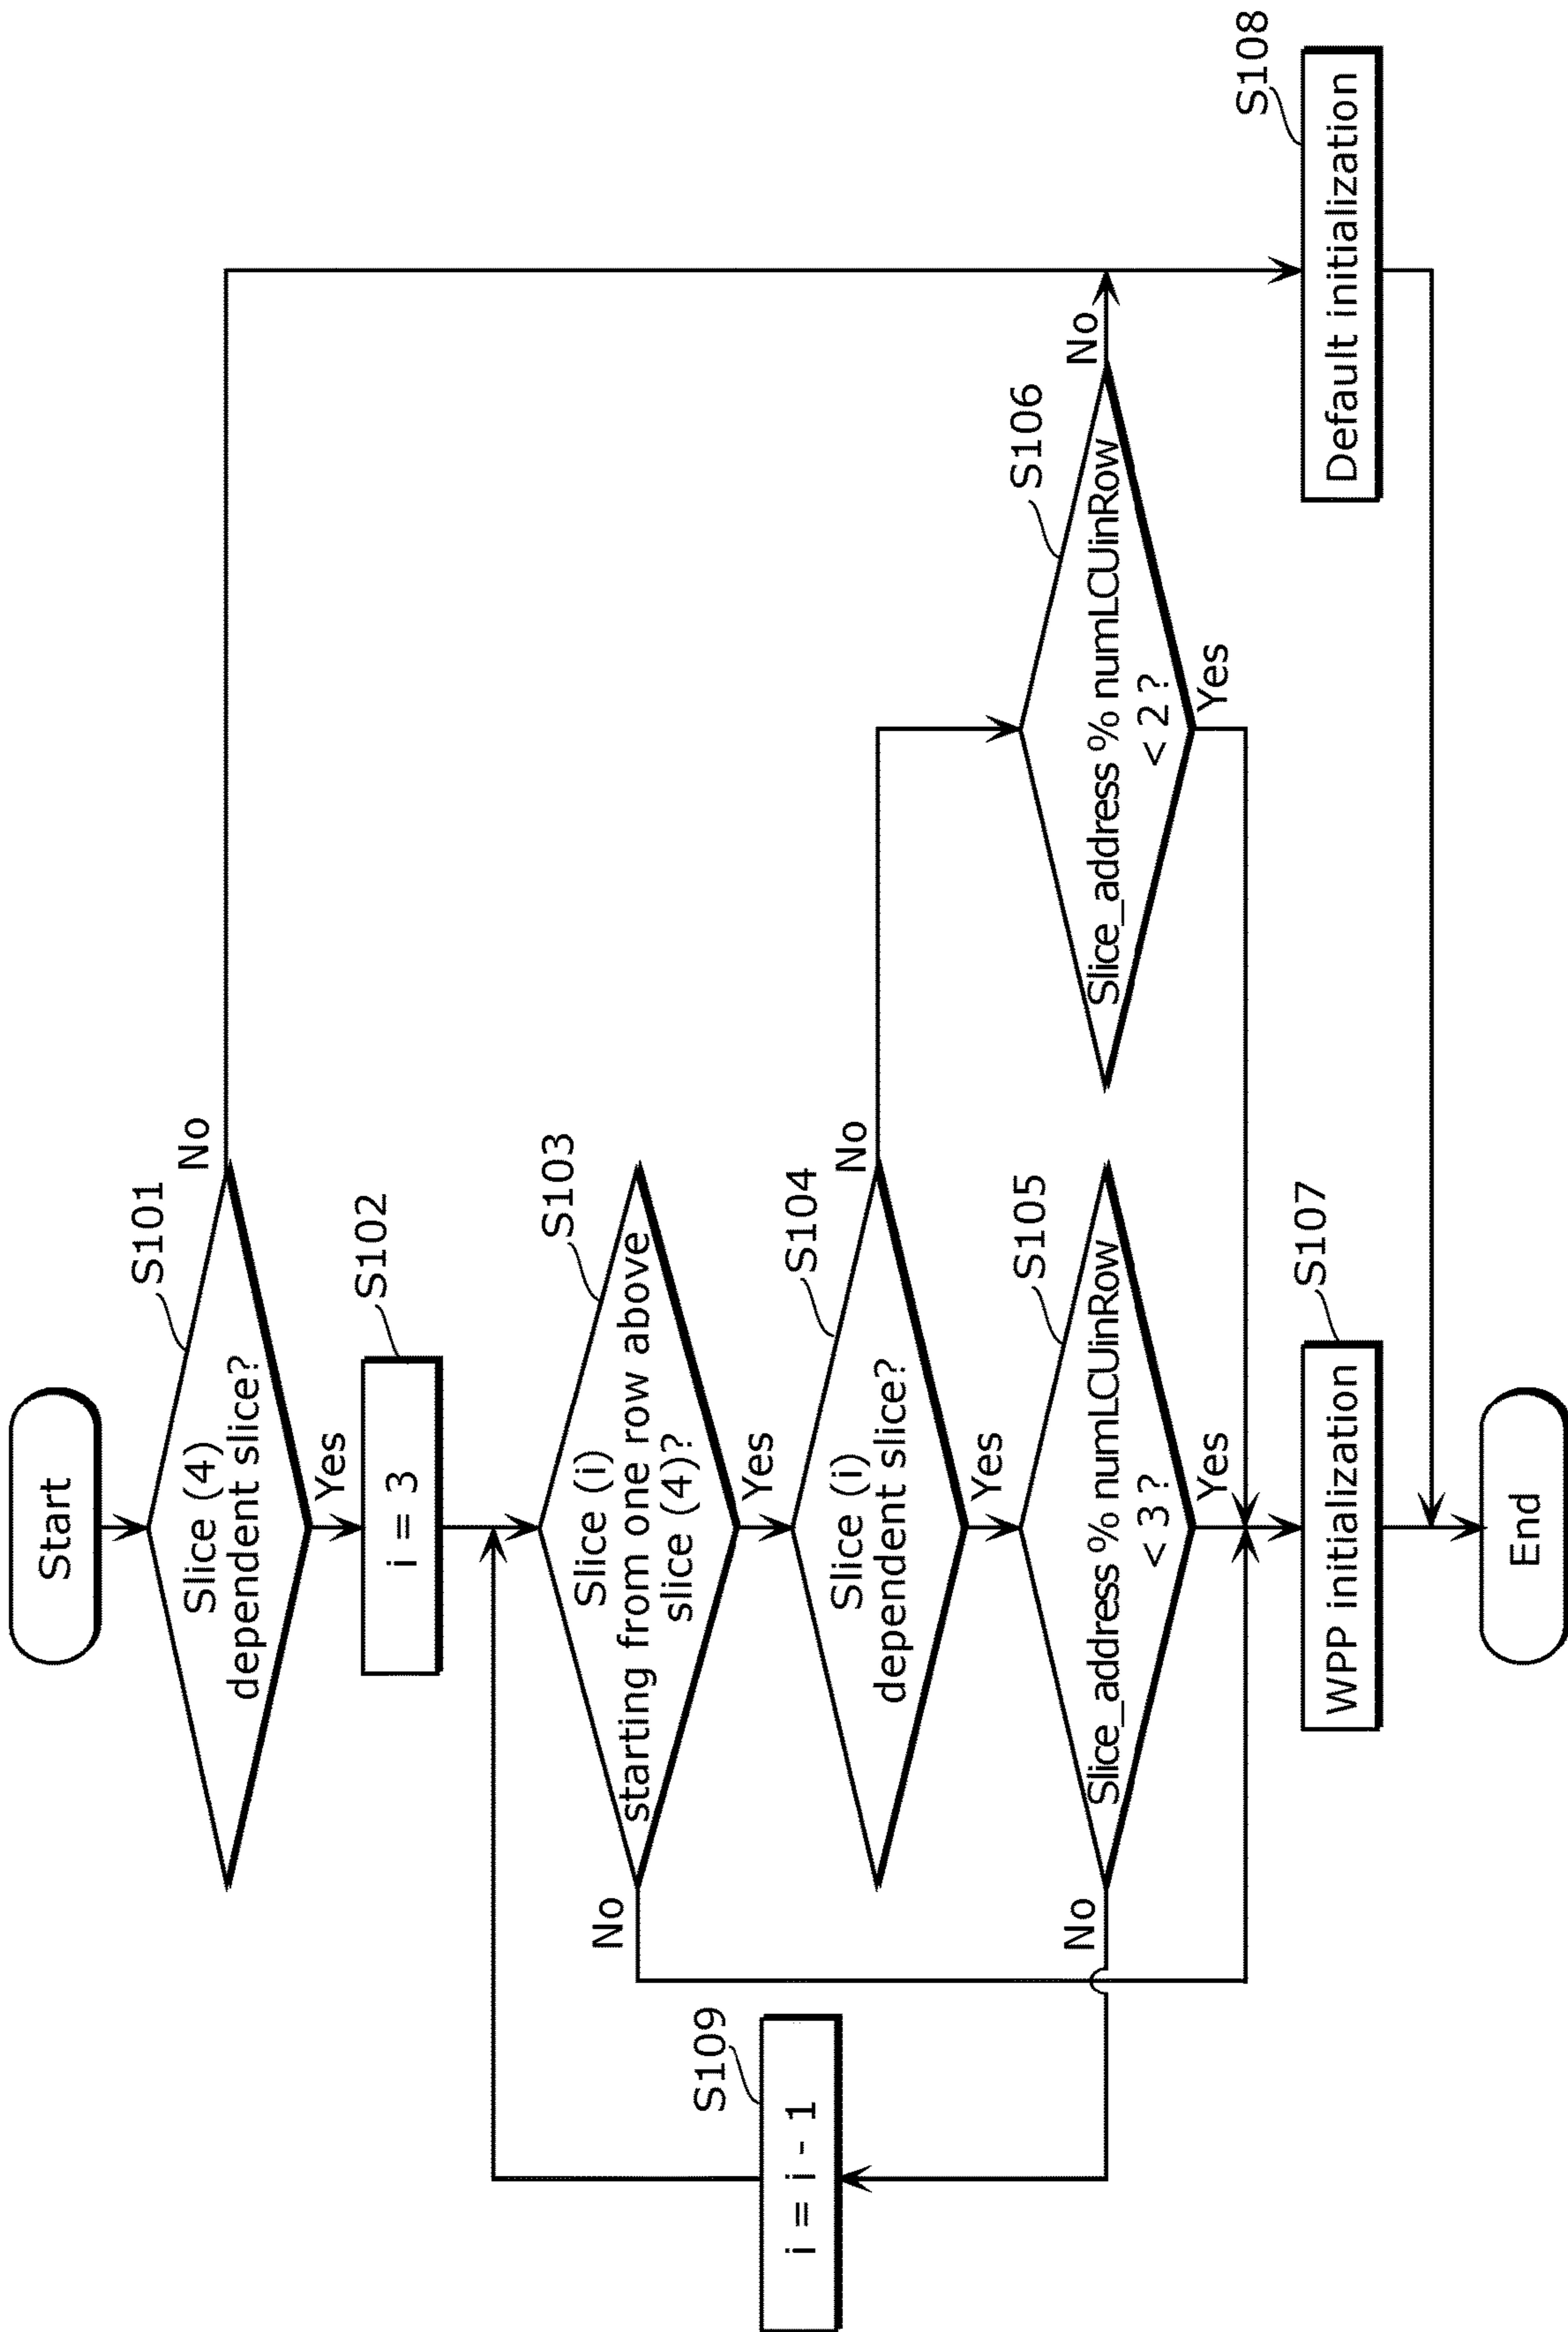 Start
S101
Slice (4)
dependent slice?
No
Yes
S102
i = 3
S103
Slice (i)
starting from one row above
slice (4)?
No
Yes
S104
Slice (i)
dependent slice?
No
Yes
S105
Slice_address % numLCUinRow
< 3 ?
No
Yes
S106
Slice_address % numLCUinRow
< 2 ?
No
Yes
S109
i = i - 1
S107
WPP initialization
S108
Default initialization
End